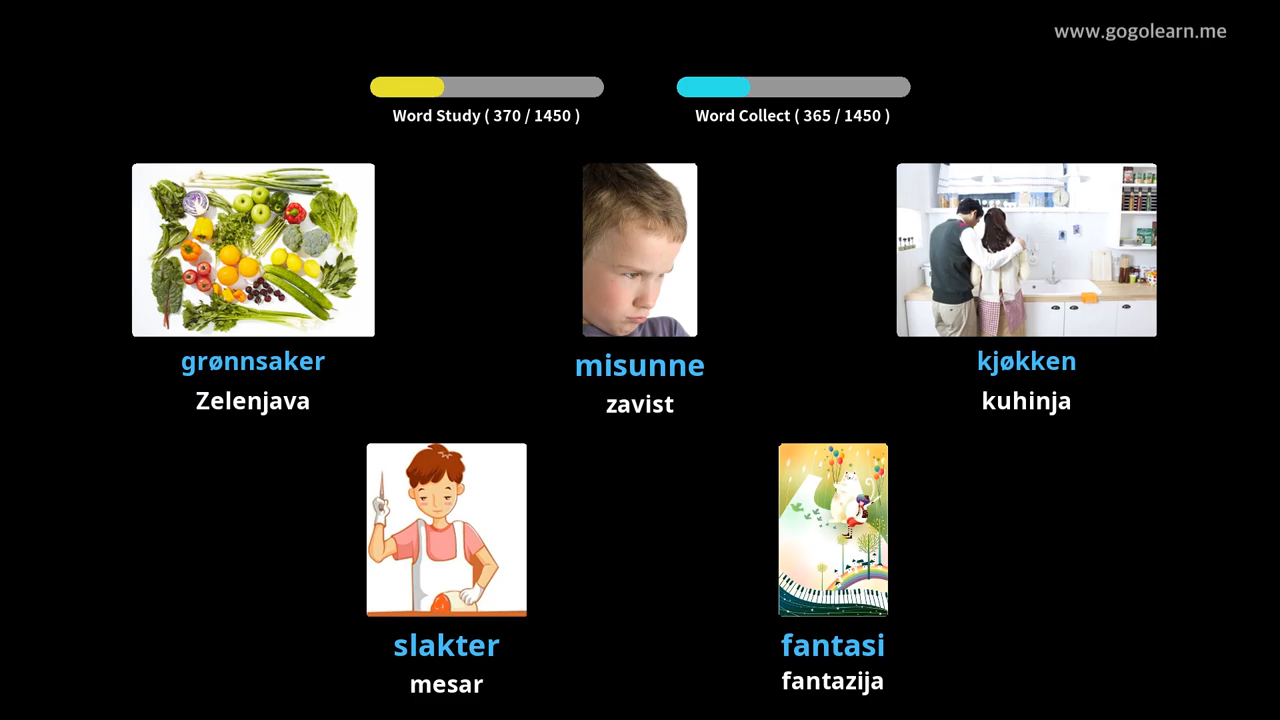 www.gogolearn.me
Word Study ( 370 / 1450 )
Word Collect ( 365 / 1450 )
grønnsaker
Zelenjava
misunne
zavist
kjøkken
kuhinja
slakter
mesar
fantasi
fantazija